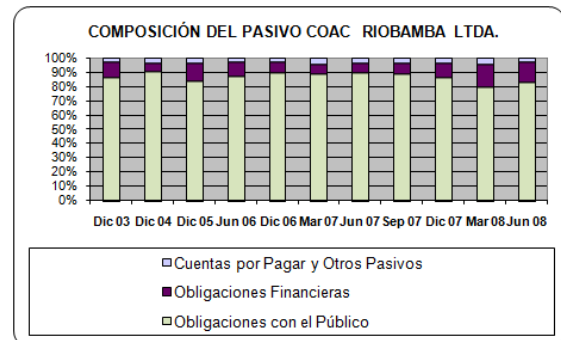 COMPOSICIÓN DEL PASIVO COAC RIOBAMBA LTDA.
100%
90%
80%
70%
60%
50%
40%
30%
20%
10%
0%
Dic 03 Dic 04 Dic 05 Jun 06 Dic 06 Mar 07 Jun 07 Sep 07 Dic 07 Mar 08 Jun 08
Cuentas por Pagar y Otros Pasivos
Obligaciones Financieras
Obligaciones con el Público